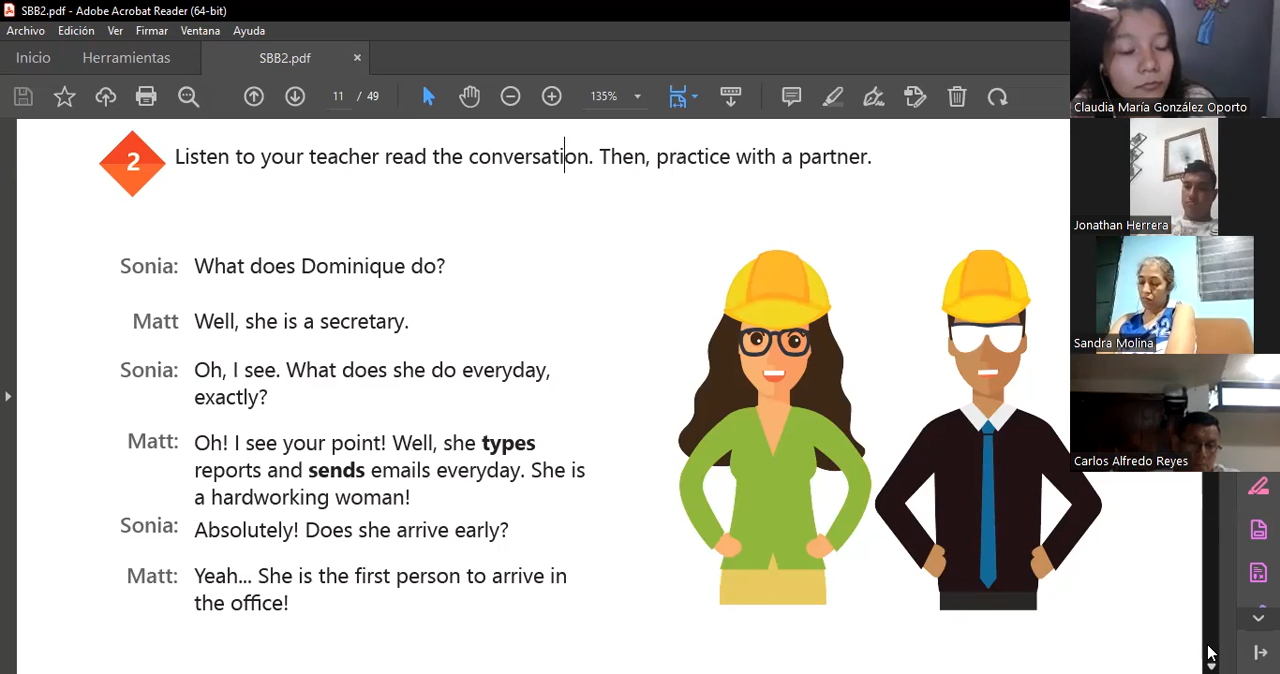 SBB2.pdf - Adobe Acrobat Reader (64-bit)
Archivo Edición Ver Firmar Ventana Ayuda
Inicio Herramientas SBB2.pdf ×
11 / 49 135%
2 Listen to your teacher read the conversation. Then, practice with a partner.
Sonia: What does Dominique do?
Matt Well, she is a secretary.
Sonia: Oh, I see. What does she do everyday,
exactly?
Matt: Oh! I see your point! Well, she types
reports and sends emails everyday. She is
a hardworking woman!
Sonia: Absolutely! Does she arrive early?
Matt: Yeah... She is the first person to arrive in
the office!
Claudia María González Oporto
Jonathan Herrera
Sandra Molina
Carlos Alfredo Reyes